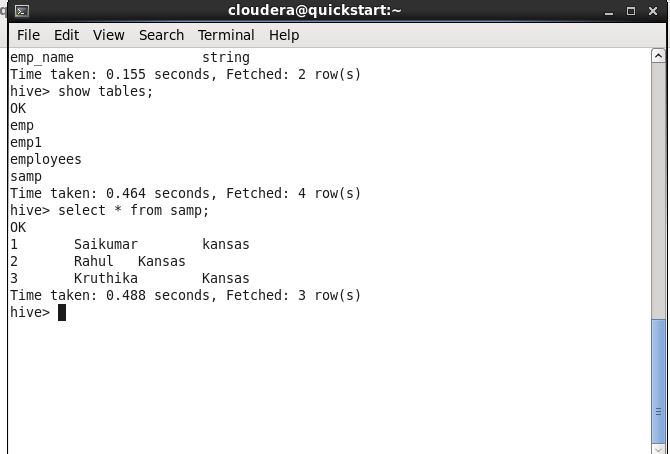 cloudera@quickstart:~
File Edit View Search Terminal Help
emp_name                string
Time taken: 0.155 seconds, Fetched: 2 row(s)
hive> show tables;
OK
emp
emp1
employees
samp
Time taken: 0.464 seconds, Fetched: 4 row(s)
hive> select * from samp;
OK
1       Saikumar        kansas
2       Rahul   Kansas
3       Kruthika        Kansas
Time taken: 0.488 seconds, Fetched: 3 row(s)
hive>